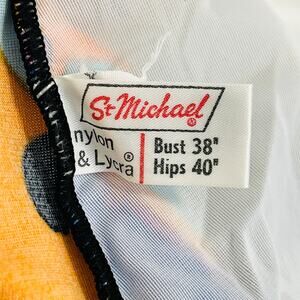 St Michael®
nylon
& Lycra®
Bust 38"
Hips 40"